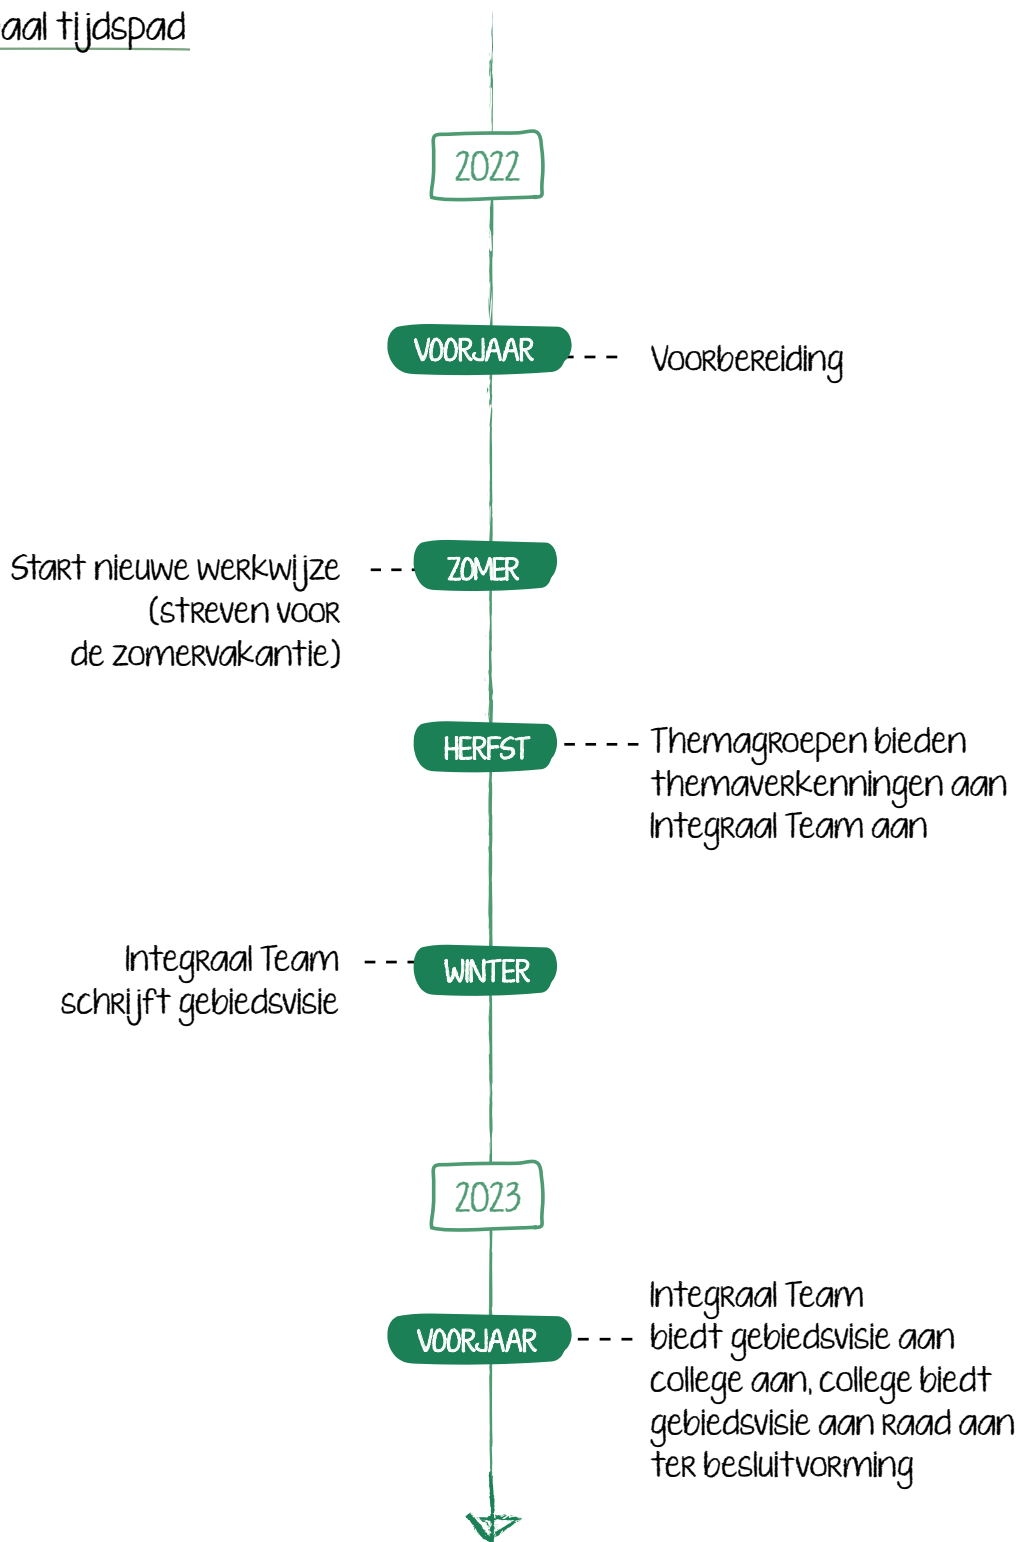 aal tijdspad
2022
VOORJAAR
Voorbereiding
ZOMER
Start nieuwe werkwijze
(streven voor
de zomervakantie)
HERFST
Themagroepen bieden
themaverkenningen aan
Integraal Team aan
WINTER
Integraal Team
schrijft gebiedsvisie
2023
VOORJAAR
Integraal Team
biedt gebiedsvisie aan
college aan, college biedt
gebiedsvisie aan raad aan
ter besluitvorming